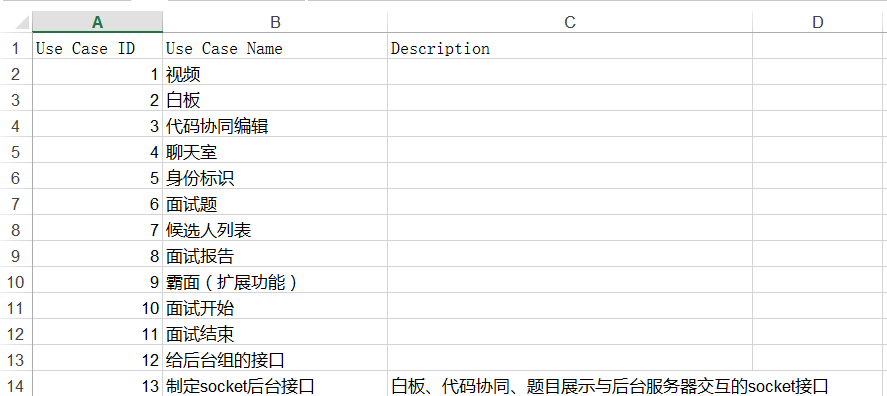 A B C D
1 Use Case ID Use Case Name Description
2 1 视频
3 2 白板
4 3 代码协同编辑
5 4 聊天室
6 5 身份标识
7 6 面试题
8 7 候选人列表
9 8 面试报告
10 9 霸面（扩展功能）
11 10 面试开始
12 11 面试结束
13 12 给后台组的接口
14 13 制定socket后台接口 白板、代码协同、题目展示与后台服务器交互的socket接口